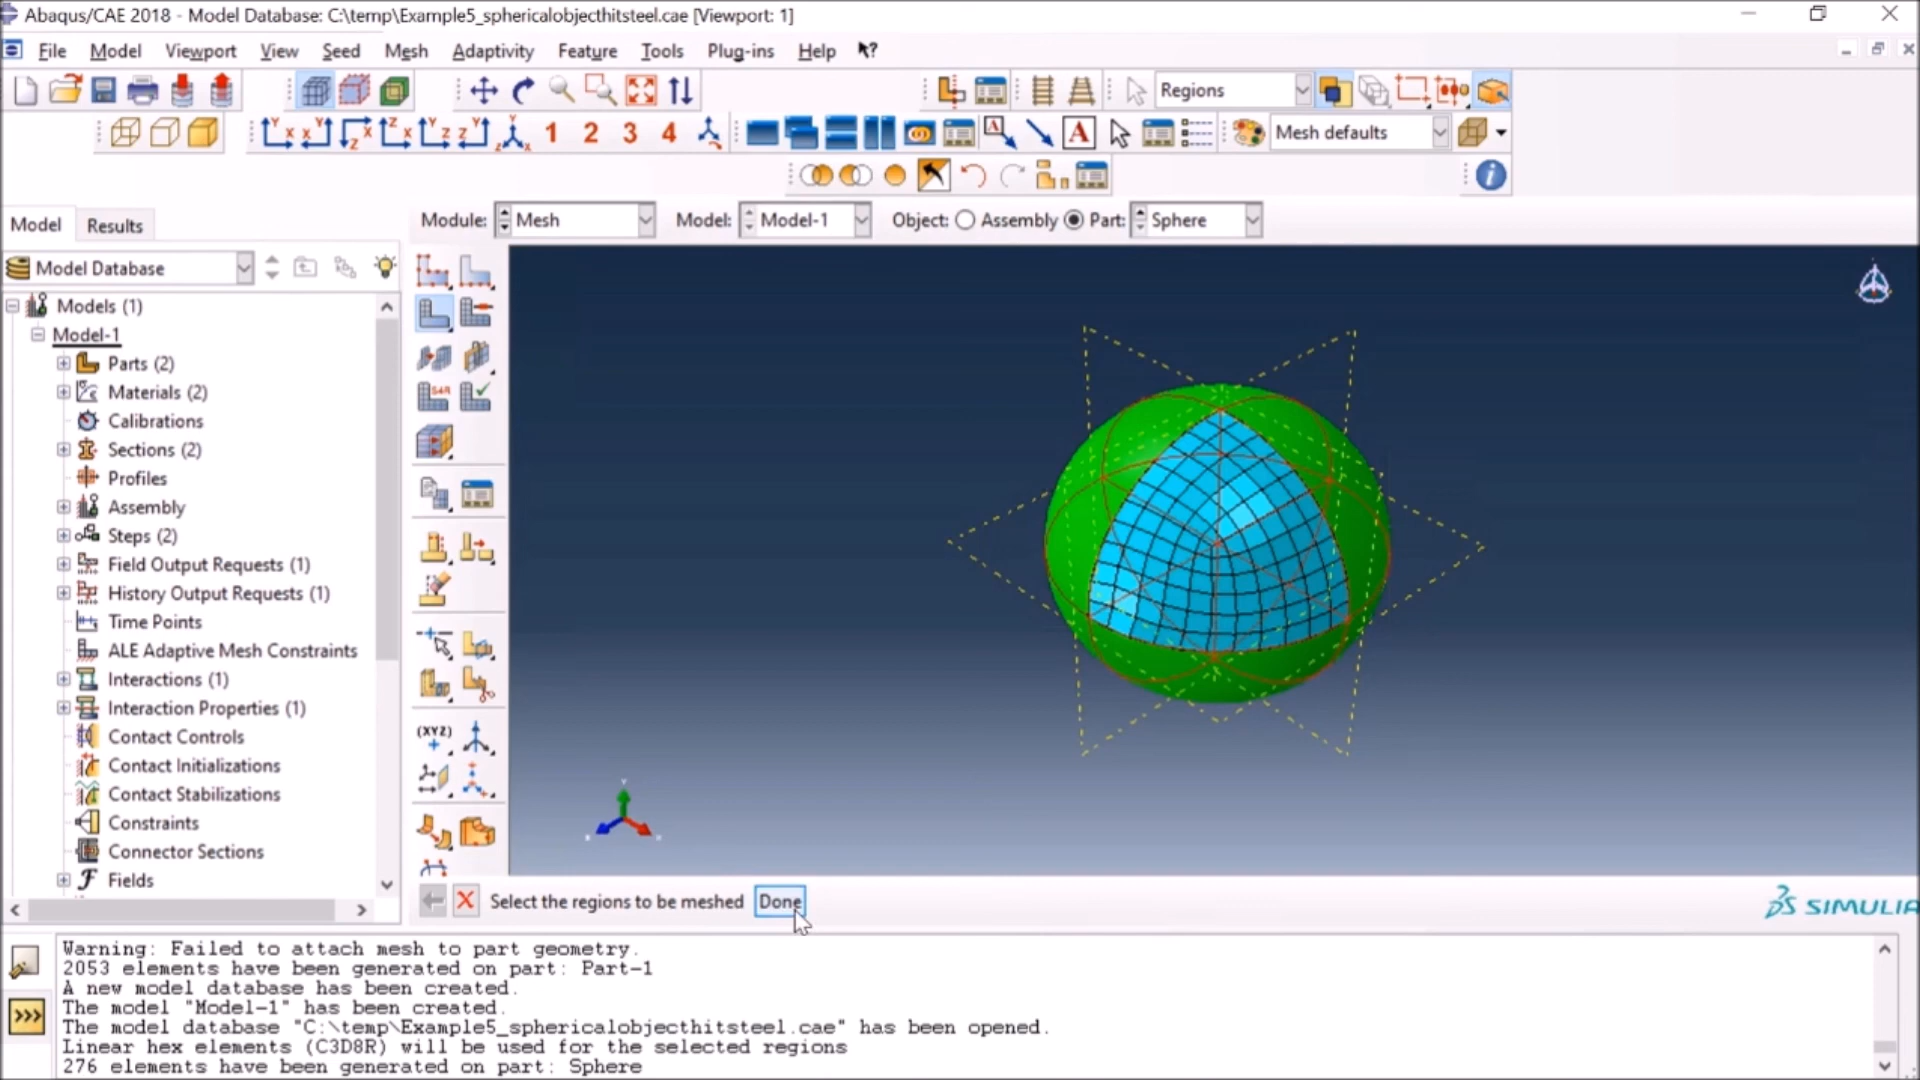 Abaqus/CAE 2018 - Model Database: C:\temp\Example5_sphericalobjecthitsteel.cae [Viewport: 1]
File Model Viewport View Seed Mesh Adaptivity Feature Tools Plug-ins Help
Regions
1 2 3 4 A A Mesh defaults
Model Results
Module: Mesh Model: Model-1 Object: Assembly Part: Sphere
Model Database
Models (1)
Model-1
Parts (2)
Materials (2)
Calibrations
Sections (2)
Profiles
Assembly
Steps (2)
Field Output Requests (1)
History Output Requests (1)
Time Points
ALE Adaptive Mesh Constraints
Interactions (1)
Interaction Properties (1)
Contact Controls
Contact Initializations
Contact Stabilizations
Constraints
Connector Sections
Fields
(XYZ)
Select the regions to be meshed Done
SIMULIA
Warning: Failed to attach mesh to part geometry.
2053 elements have been generated on part: Part-1
A new model database has been created.
The model "Model-1" has been created.
The model database "C:\temp\Example5_sphericalobjecthitsteel.cae" has been opened.
Linear hex elements (C3D8R) will be used for the selected regions
276 elements have been generated on part: Sphere